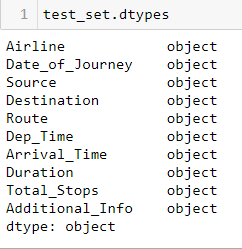 1 test_set.dtypes
Airline object
Date_of_Journey object
Source object
Destination object
Route object
Dep_Time object
Arrival_Time object
Duration object
Total_Stops object
Additional_Info object
dtype: object